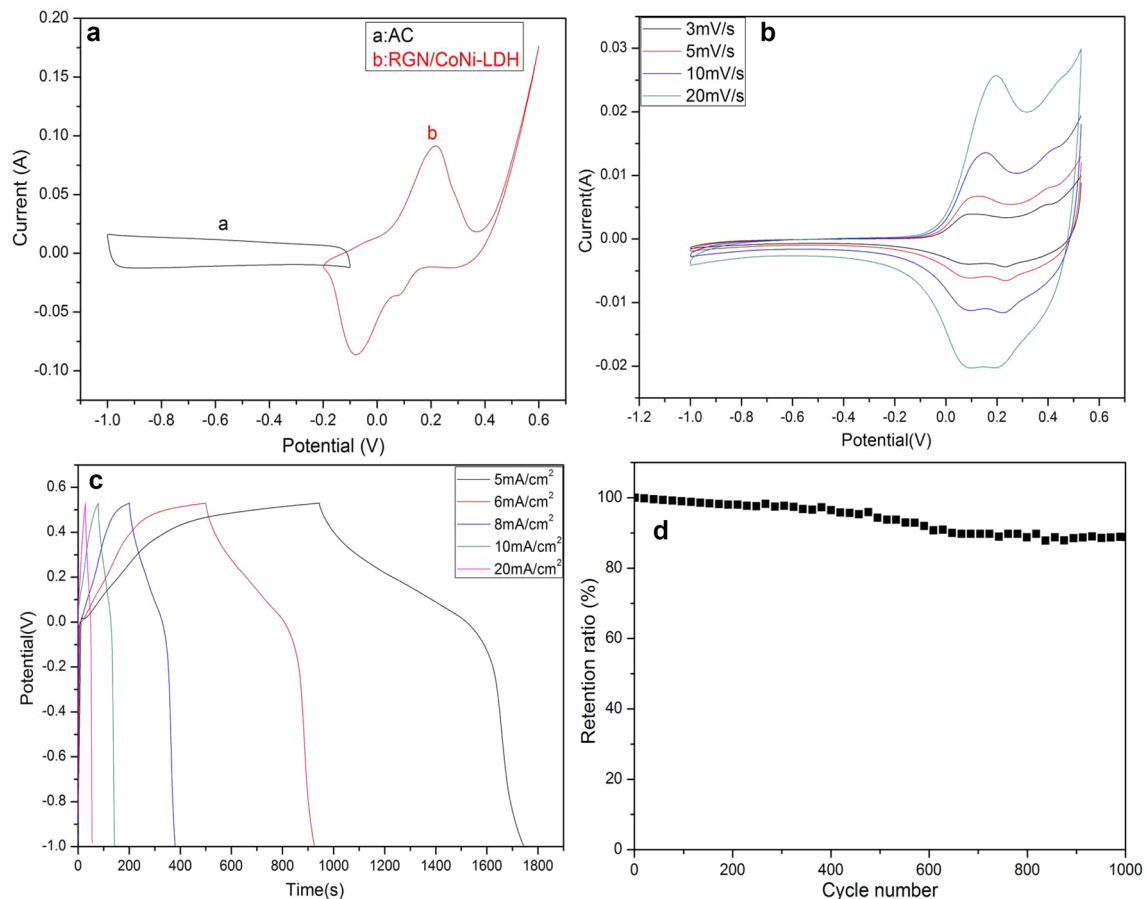 a
a:AC
b:RGN/CoNi-LDH
b
a
0.20
0.15
0.10
0.05
0.00
-0.05
-0.10
Current (A)
-1.0 -0.8 -0.6 -0.4 -0.2 0.0 0.2 0.4 0.6
Potential (V)
b
3mV/s
5mV/s
10mV/s
20mV/s
0.03
0.02
0.01
0.00
-0.01
-0.02
Current(A)
-1.2 -1.0 -0.8 -0.6 -0.4 -0.2 0.0 0.2 0.4 0.6
Potential(V)
c
5mA/cm²
6mA/cm²
8mA/cm²
10mA/cm²
20mA/cm²
0.6
0.4
0.2
0.0
-0.2
-0.4
-0.6
-0.8
-1.0
Potential(V)
0 200 400 600 800 1000 1200 1400 1600 1800
Time(s)
d
100
80
60
40
20
0
Retention ratio (%)
0 200 400 600 800 1000
Cycle number